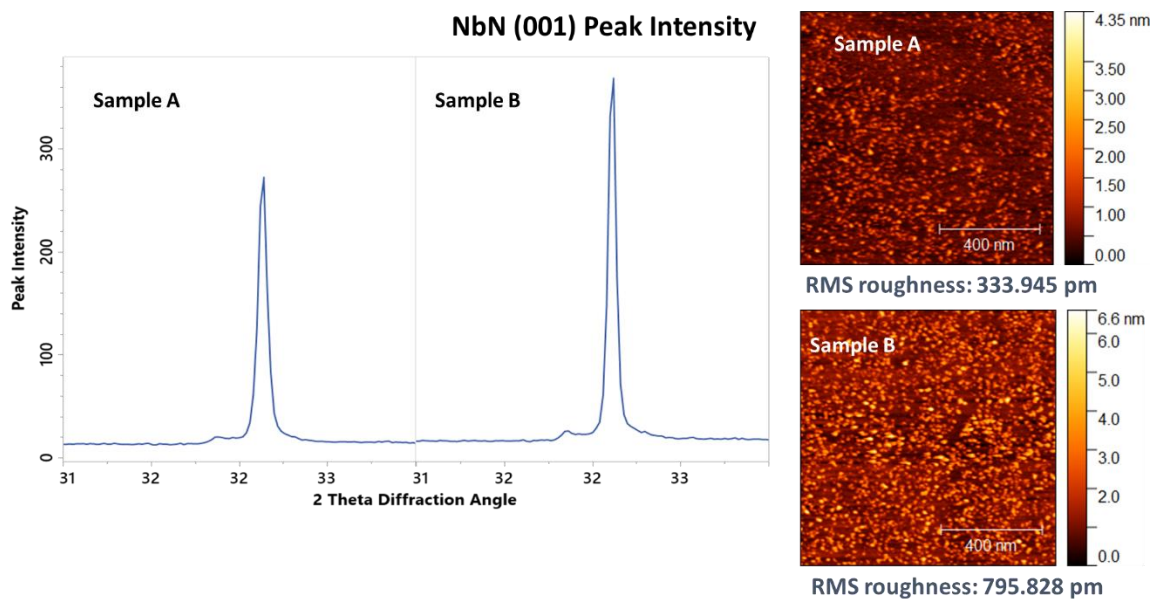 NbN (001) Peak Intensity
Sample A
Sample B
Peak Intensity
300
200
100
0
31
32
32
33
31
32
32
33
2 Theta Diffraction Angle
Sample A
400 nm
4.35 nm
3.50
3.00
2.50
2.00
1.50
1.00
0.00
RMS roughness: 333.945 pm
Sample B
400 nm
6.6 nm
6.0
5.0
4.0
3.0
2.0
0.0
RMS roughness: 795.828 pm